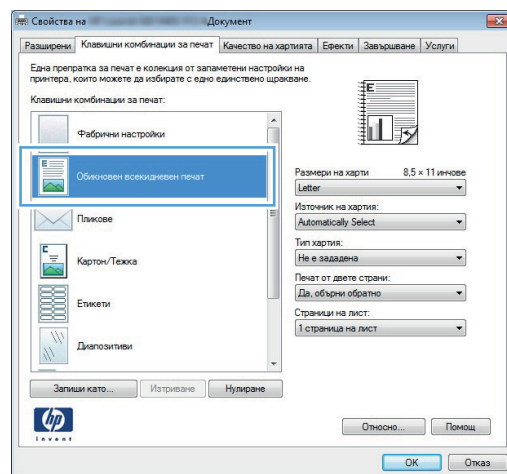 Свойства на Документ
Разширени Клавишни комбинации за печат Качество на хартията Ефекти Завършване Услуги
Една препратка за печат е колекция от запаметени настройки на
принтера, които можете да избирате с едно единствено щракване.
Клавишни комбинации за печат:
Фабрични настройки
Обикновен всекидневен печат
Пликове
Картон/Тежка
Етикети
Диапозитиви
Запиши като... Изтриване Нулиране
Размери на харти 8,5 × 11 инчове
Letter
Източник на хартия:
Automatically Select
Тип хартия:
Не е зададена
Печат от двете страни:
Да, обърни обратно
Страници на лист:
1 страница на лист
hp
invent
Относно... Помощ
OK Отказ